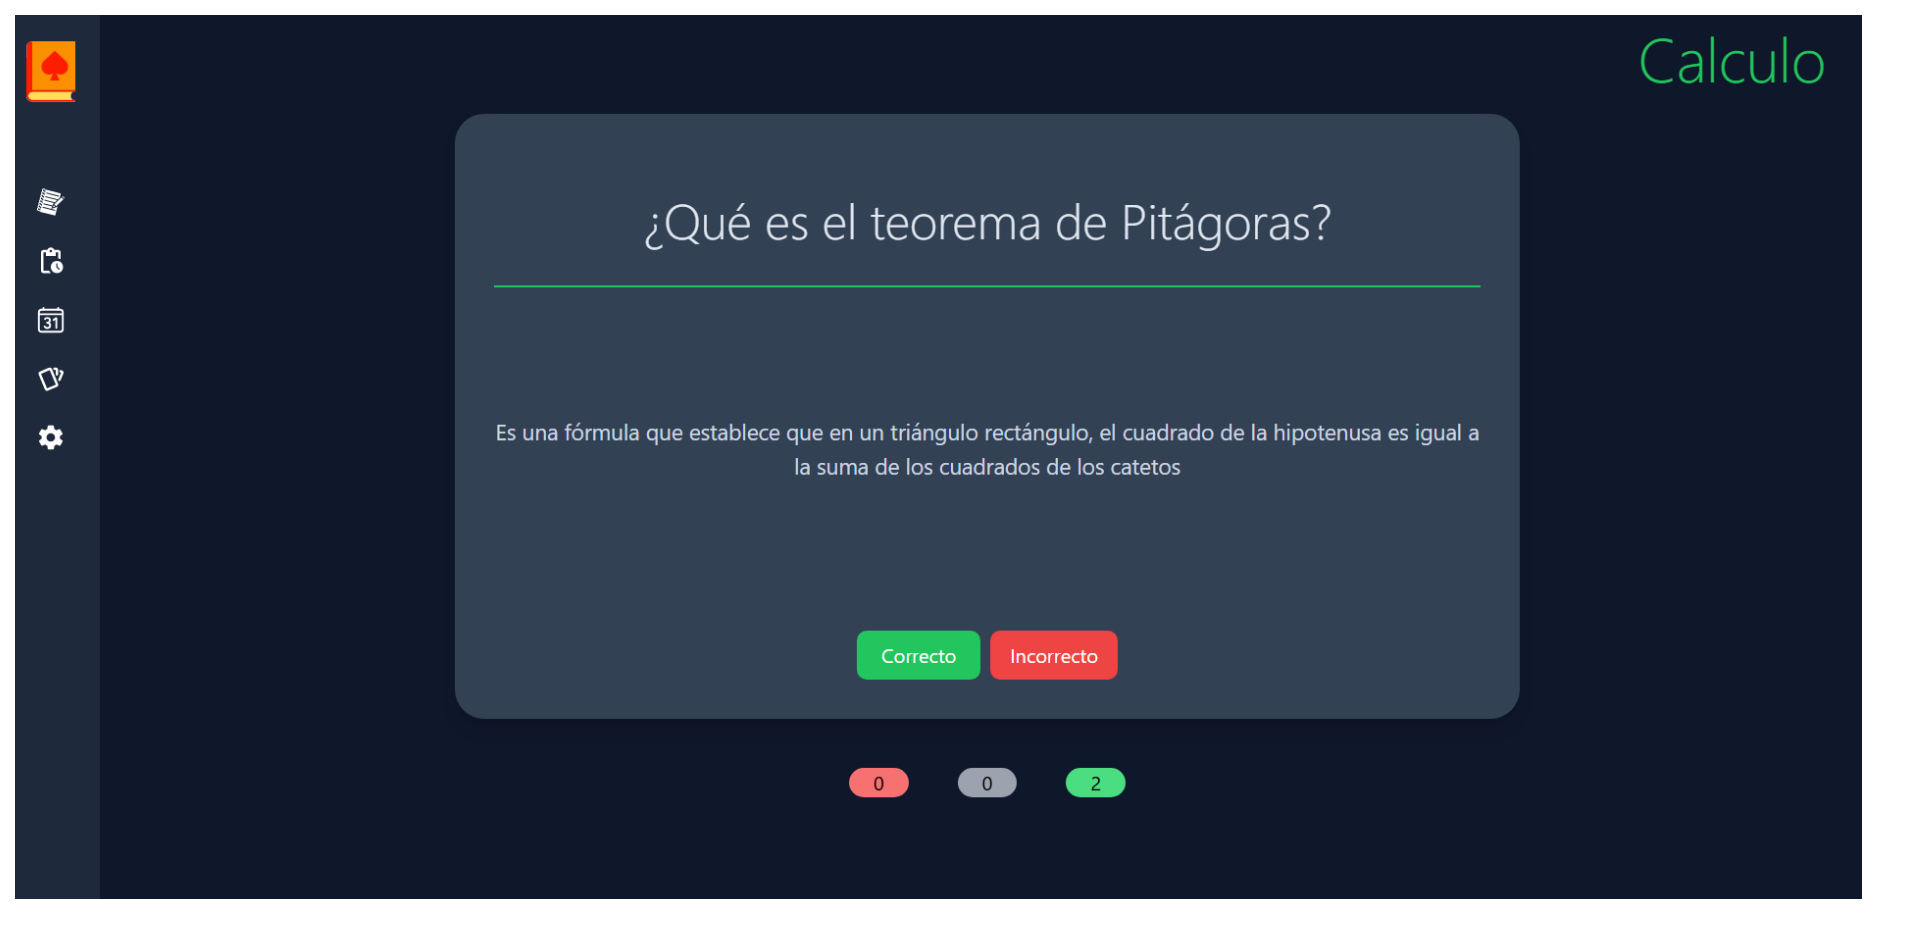 Calculo
¿Qué es el teorema de Pitágoras?
31
Es una fórmula que establece que en un triángulo rectángulo, el cuadrado de la hipotenusa es igual a
la suma de los cuadrados de los catetos
Correcto Incorrecto
0 0 2